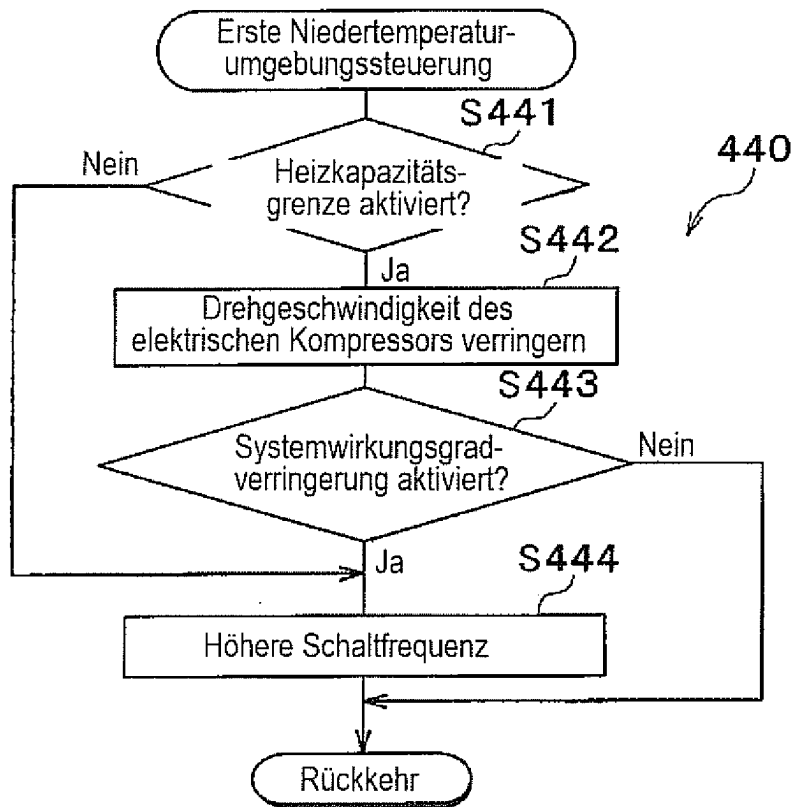 Erste Niedertemperatur-
umgebungssteuerung
S441
Nein
440
Heizkapazitäts-
grenze aktiviert?
S442
Ja
Drehgeschwindigkeit des
elektrischen Kompressors verringern
S443
Systemwirkungsgrad-
verringerung aktiviert?
Nein
Ja
S444
Höhere Schaltfrequenz
Rückkehr